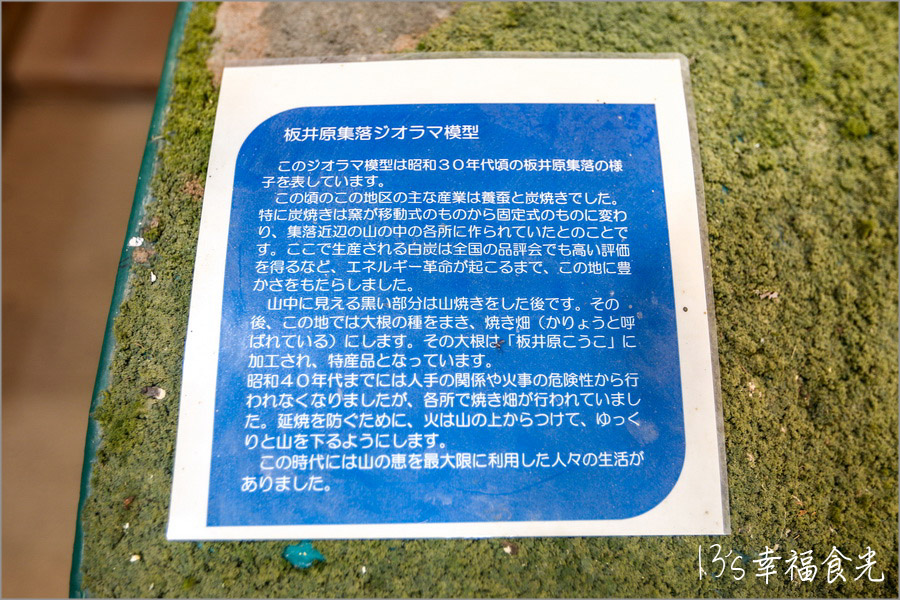 板井原集落ジオラマ模型
このジオラマ模型は昭和３０年代頃の板井原集落の様
子を表しています。
この頃のこの地区の主な産業は養蚕と炭焼きでした。
特に炭焼きは窯が移動式のものから固定式のものに変わ
り、集落近辺の山の中の各所に作られていたとのことで
す。ここで生産される白炭は全国の品評会でも高い評価
を得るなど、エネルギー革命が起こるまで、この地に豊
かさをもたらしました。
山中に見える黒い部分は山焼きをした後です。その
後、この地では大根の種をまき、焼き畑（かりょうと呼
ばれている）にします。その大根は「板井原こうこ」に
加工され、特産品となっています。
昭和４０年代までには人手の関係や火事の危険性から行
われなくなりましたが、各所で焼き畑が行われていまし
た。延焼を防ぐために、火は山の上からつけて、ゆっく
りと山を下るようにします。
この時代には山の恵を最大限に利用した人々の生活が
ありました。
13's幸福食光